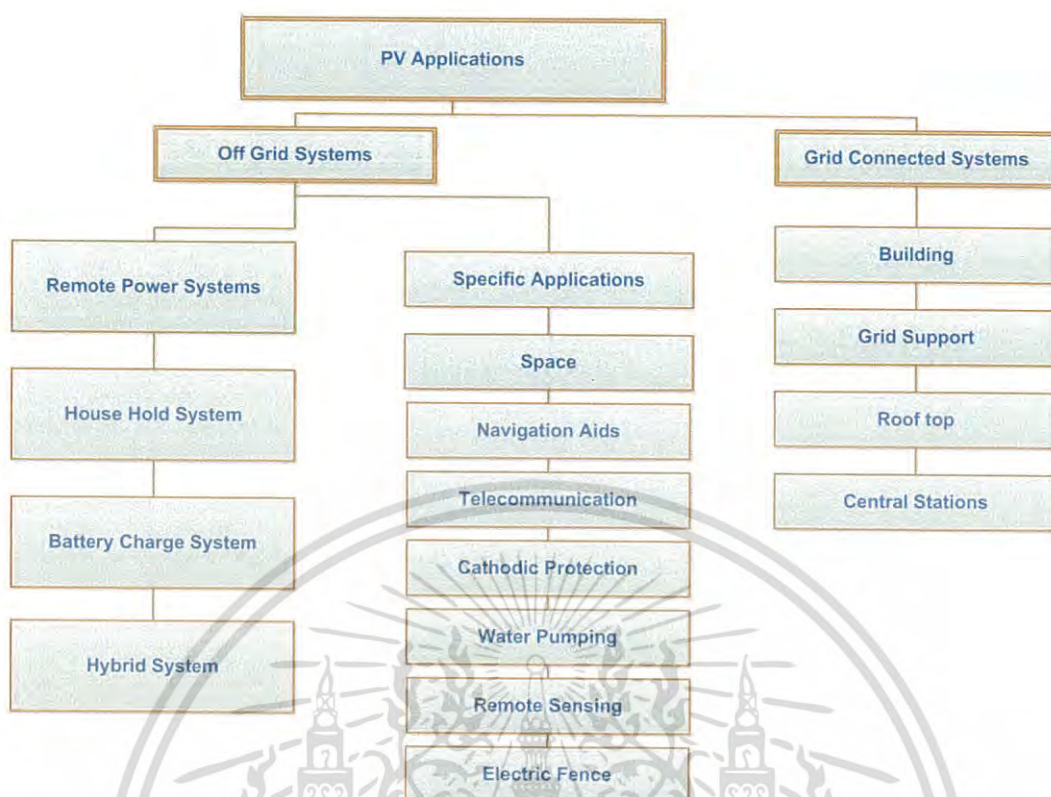 PV Applications
Off Grid Systems
Grid Connected Systems
Remote Power Systems
House Hold System
Battery Charge System
Hybrid System
Specific Applications
Space
Navigation Aids
Telecommunication
Cathodic Protection
Water Pumping
Remote Sensing
Electric Fence
Building
Grid Support
Roof top
Central Stations